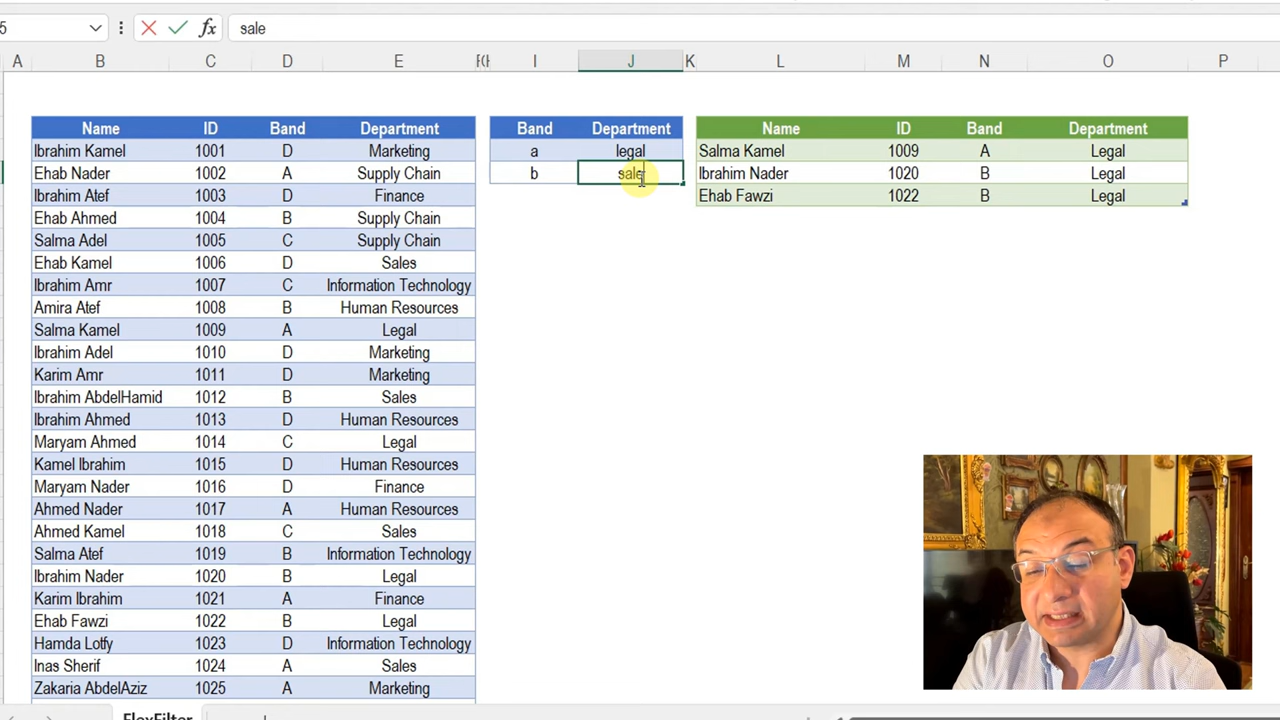 5 fx sale
A B C D E I J K L M N O P
Name ID Band Department Band Department Name ID Band Department
Ibrahim Kamel 1001 D Marketing a legal Salma Kamel 1009 A Legal
Ehab Nader 1002 A Supply Chain b sale Ibrahim Nader 1020 B Legal
Ibrahim Atef 1003 D Finance Ehab Fawzi 1022 B Legal
Ehab Ahmed 1004 B Supply Chain
Salma Adel 1005 C Supply Chain
Ehab Kamel 1006 D Sales
Ibrahim Amr 1007 C Information Technology
Amira Atef 1008 B Human Resources
Salma Kamel 1009 A Legal
Ibrahim Adel 1010 D Marketing
Karim Amr 1011 D Marketing
Ibrahim AbdelHamid 1012 B Sales
Ibrahim Ahmed 1013 D Human Resources
Maryam Ahmed 1014 C Legal
Kamel Ibrahim 1015 D Human Resources
Maryam Nader 1016 D Finance
Ahmed Nader 1017 A Human Resources
Ahmed Kamel 1018 C Sales
Salma Atef 1019 B Information Technology
Ibrahim Nader 1020 B Legal
Karim Ibrahim 1021 A Finance
Ehab Fawzi 1022 B Legal
Hamda Lotfy 1023 D Information Technology
Inas Sherif 1024 A Sales
Zakaria AbdelAziz 1025 A Marketing
FlexFilter